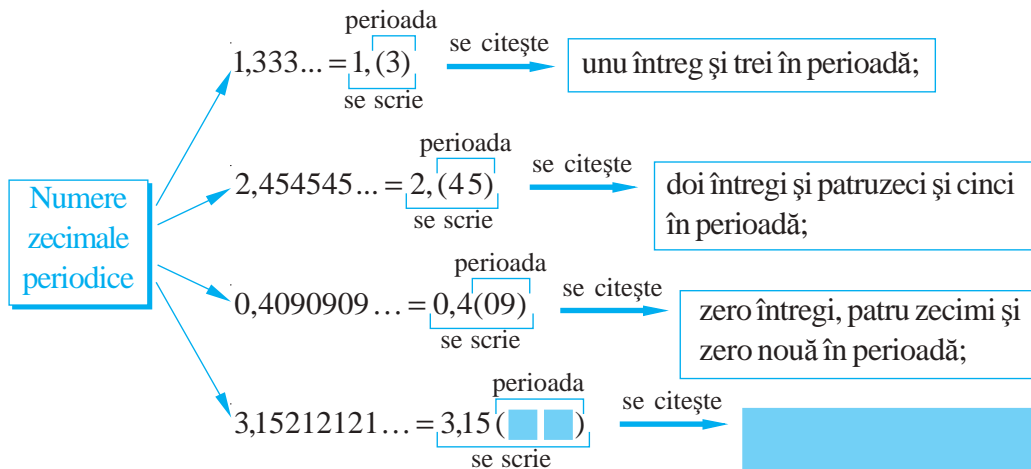 perioada
1,333... = 1,(3)
se scrie
se citeşte
unu întreg şi trei în perioadă;
perioada
2,454545... = 2,(45)
se scrie
se citeşte
doi întregi şi patruzeci şi cinci
în perioadă;
Numere
zecimale
periodice
perioada
0,4090909… = 0,4(09)
se scrie
se citeşte
zero întregi, patru zecimi şi
zero nouă în perioadă;
perioada
3,15212121… = 3,15( )
se scrie
se citeşte